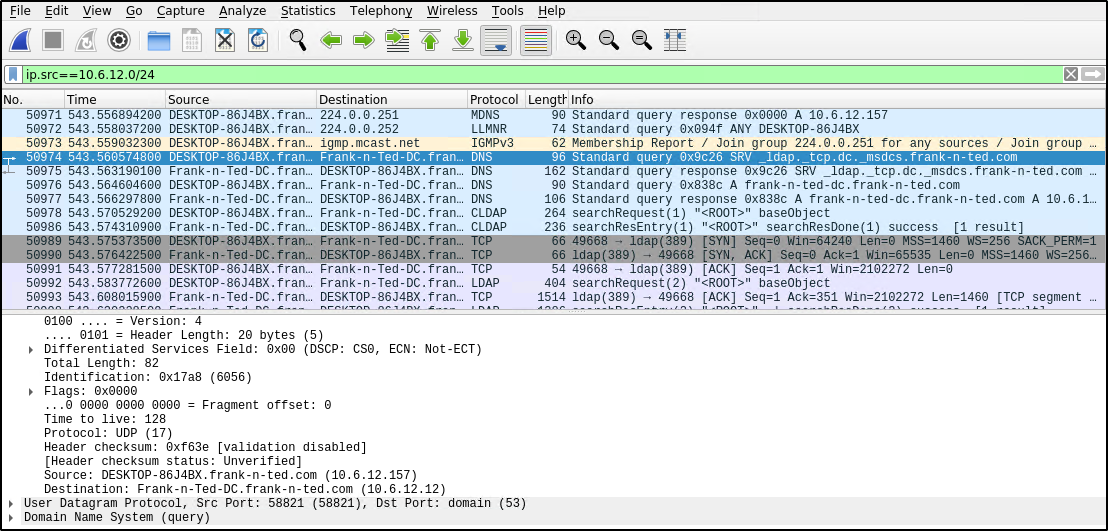 File Edit View Go Capture Analyze Statistics Telephony Wireless Tools Help
ip.src==10.6.12.0/24
No. Time Source Destination Protocol Length Info
50971 543.556894200 DESKTOP-86J4BX.fran… 224.0.0.251 MDNS 90 Standard query response 0x0000 A 10.6.12.157
50972 543.558037200 DESKTOP-86J4BX.fran… 224.0.0.252 LLMNR 74 Standard query 0x094f ANY DESKTOP-86J4BX
50973 543.559032300 DESKTOP-86J4BX.fran… igmp.mcast.net IGMPv3 62 Membership Report / Join group 224.0.0.251 for any sources / Join group …
50974 543.560574800 DESKTOP-86J4BX.fran… Frank-n-Ted-DC.fran… DNS 96 Standard query 0x9c26 SRV _ldap._tcp.dc._msdcs.frank-n-ted.com
50975 543.563190100 Frank-n-Ted-DC.fran… DESKTOP-86J4BX.fran… DNS 162 Standard query response 0x9c26 SRV _ldap._tcp.dc._msdcs.frank-n-ted.com …
50976 543.564604600 DESKTOP-86J4BX.fran… Frank-n-Ted-DC.fran… DNS 90 Standard query 0x838c A frank-n-ted-dc.frank-n-ted.com
50977 543.566297800 Frank-n-Ted-DC.fran… DESKTOP-86J4BX.fran… DNS 106 Standard query response 0x838c A frank-n-ted-dc.frank-n-ted.com A 10.6.1…
50978 543.570529200 DESKTOP-86J4BX.fran… Frank-n-Ted-DC.fran… CLDAP 264 searchRequest(1) "<ROOT>" baseObject
50986 543.574310900 Frank-n-Ted-DC.fran… DESKTOP-86J4BX.fran… CLDAP 236 searchResEntry(1) "<ROOT>" searchResDone(1) success [1 result]
50989 543.575373500 DESKTOP-86J4BX.fran… Frank-n-Ted-DC.fran… TCP 66 49668 → ldap(389) [SYN] Seq=0 Win=64240 Len=0 MSS=1460 WS=256 SACK_PERM=1
50990 543.576422500 Frank-n-Ted-DC.fran… DESKTOP-86J4BX.fran… TCP 66 ldap(389) → 49668 [SYN, ACK] Seq=0 Ack=1 Win=65535 Len=0 MSS=1460 WS=256…
50991 543.577281500 DESKTOP-86J4BX.fran… Frank-n-Ted-DC.fran… TCP 54 49668 → ldap(389) [ACK] Seq=1 Ack=1 Win=2102272 Len=0
50992 543.583772600 DESKTOP-86J4BX.fran… Frank-n-Ted-DC.fran… LDAP 404 searchRequest(2) "<ROOT>" baseObject
50993 543.608015900 Frank-n-Ted-DC.fran… DESKTOP-86J4BX.fran… TCP 1514 ldap(389) → 49668 [ACK] Seq=1 Ack=351 Win=2102272 Len=1460 [TCP segment …
0100 .... = Version: 4
.... 0101 = Header Length: 20 bytes (5)
Differentiated Services Field: 0x00 (DSCP: CS0, ECN: Not-ECT)
Total Length: 82
Identification: 0x17a8 (6056)
Flags: 0x0000
...0 0000 0000 0000 = Fragment offset: 0
Time to live: 128
Protocol: UDP (17)
Header checksum: 0xf63e [validation disabled]
[Header checksum status: Unverified]
Source: DESKTOP-86J4BX.frank-n-ted.com (10.6.12.157)
Destination: Frank-n-Ted-DC.frank-n-ted.com (10.6.12.12)
User Datagram Protocol, Src Port: 58821 (58821), Dst Port: domain (53)
Domain Name System (query)